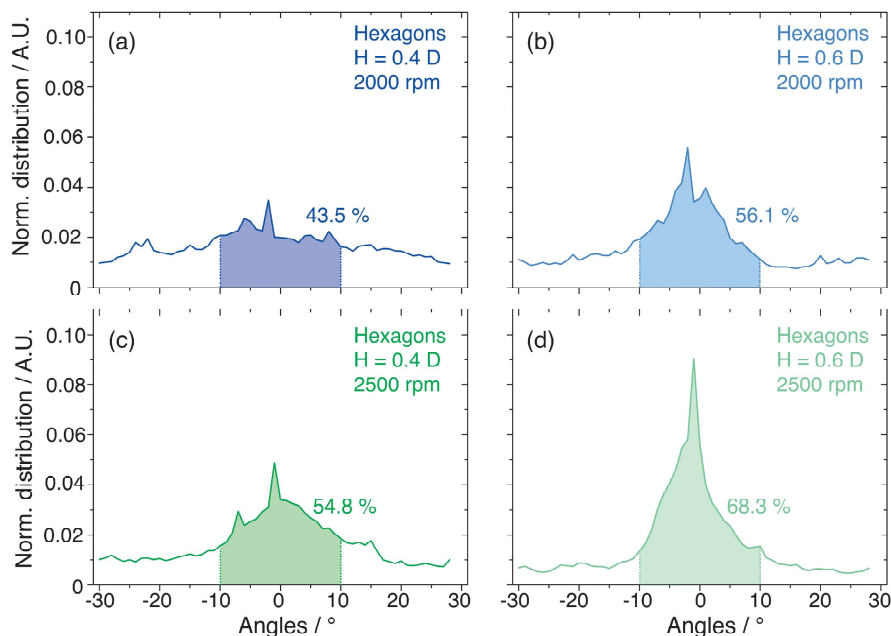 (a)
Hexagons
H = 0.4 D
2000 rpm
43.5 %
Norm. distribution / A.U.
0.10
0.08
0.06
0.04
0.02
0
(b)
Hexagons
H = 0.6 D
2000 rpm
56.1 %
(c)
Hexagons
H = 0.4 D
2500 rpm
54.8 %
Norm. distribution / A.U.
0.10
0.08
0.06
0.04
0.02
0
-30 -20 -10 0 10 20 30
Angles / °
(d)
Hexagons
H = 0.6 D
2500 rpm
68.3 %
-30 -20 -10 0 10 20 30
Angles / °